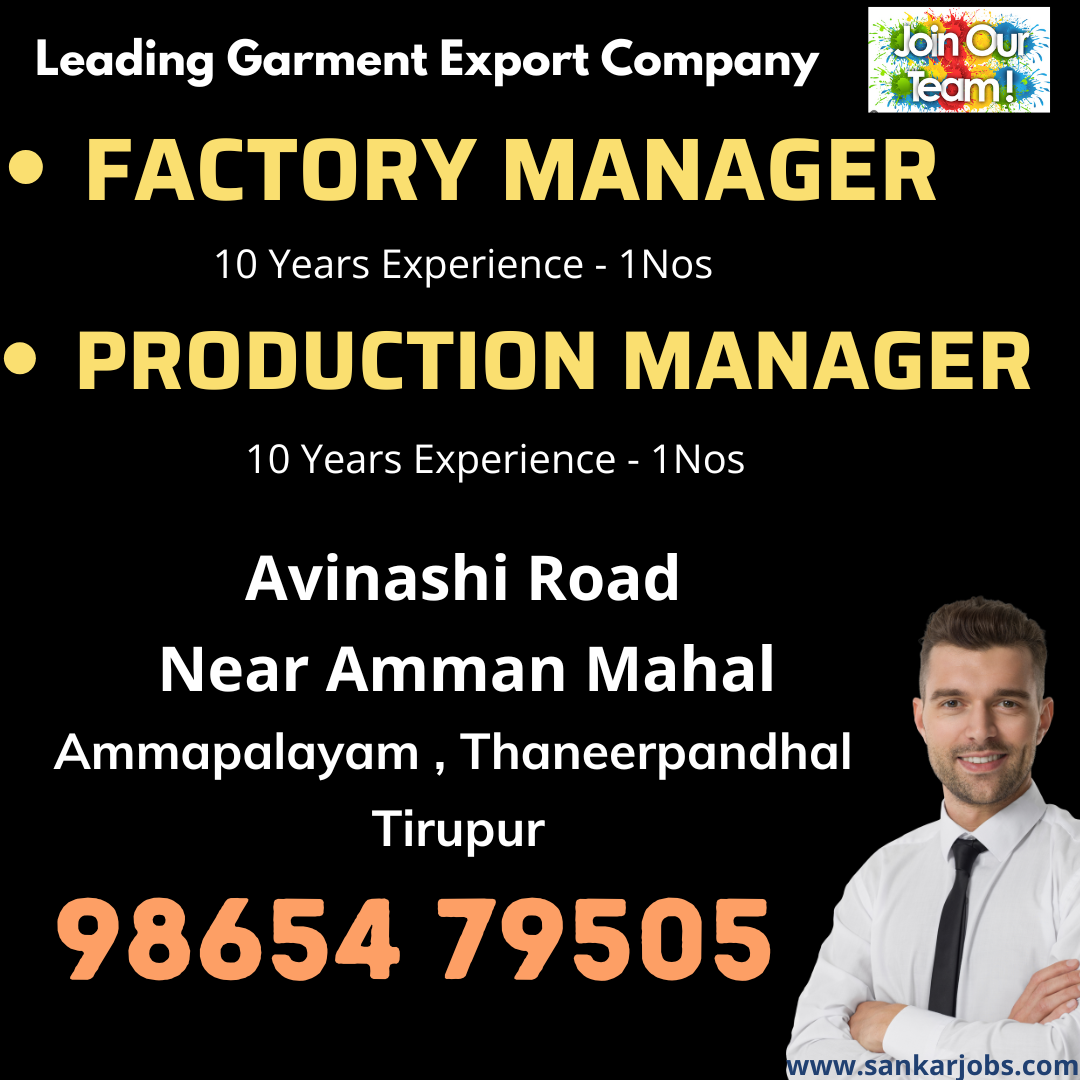 Leading Garment Export Company
Join Our
Team !
• FACTORY MANAGER
10 Years Experience - 1Nos
• PRODUCTION MANAGER
10 Years Experience - 1Nos
Avinashi Road
Near Amman Mahal
Ammapalayam , Thaneerpandhal
Tirupur
98654 79505
www.sankarjobs.com